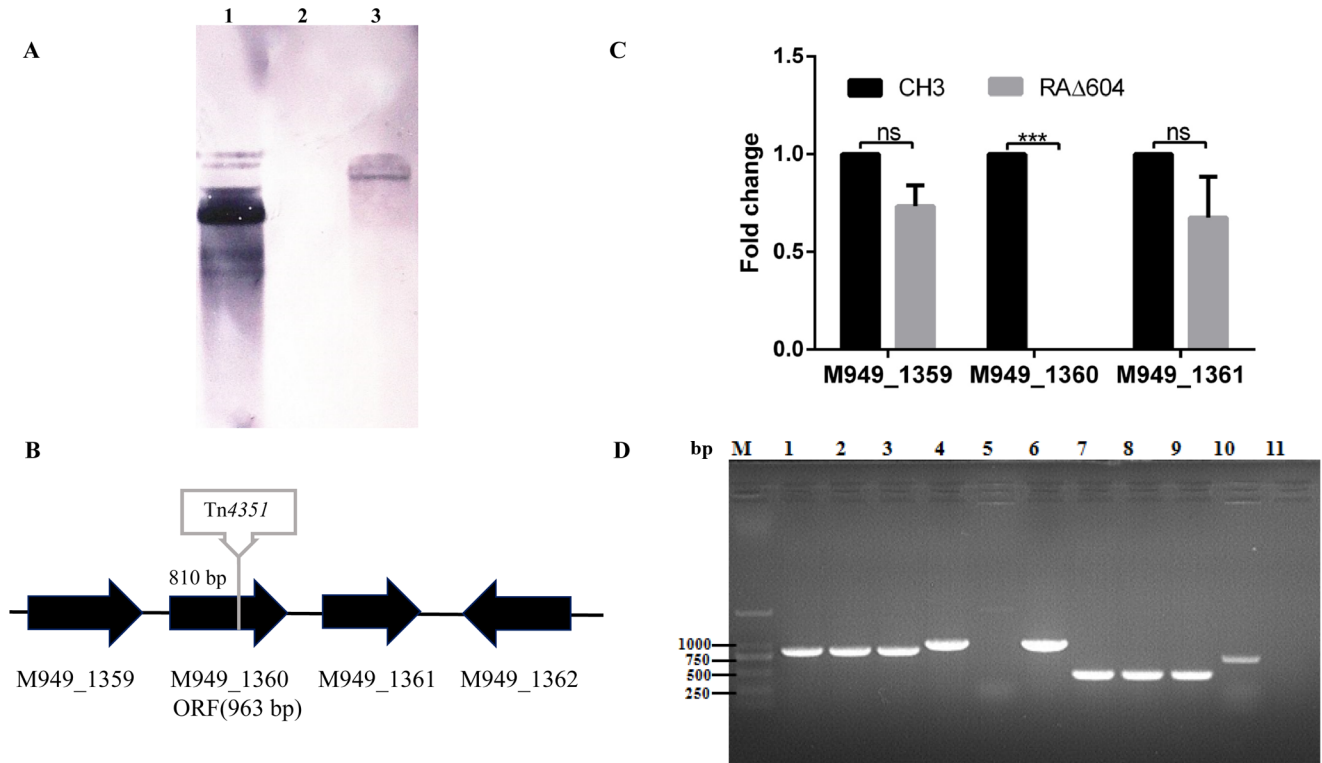 A
1 2 3
B
Tn4351
810 bp
M949_1359 M949_1360 M949_1361 M949_1362
ORF(963 bp)
C
1.5
1.0
0.5
0.0
Fold change
CH3 RAΔ604
ns *** ns
M949_1359 M949_1360 M949_1361
D
bp M 1 2 3 4 5 6 7 8 9 10 11
1000
750
500
250